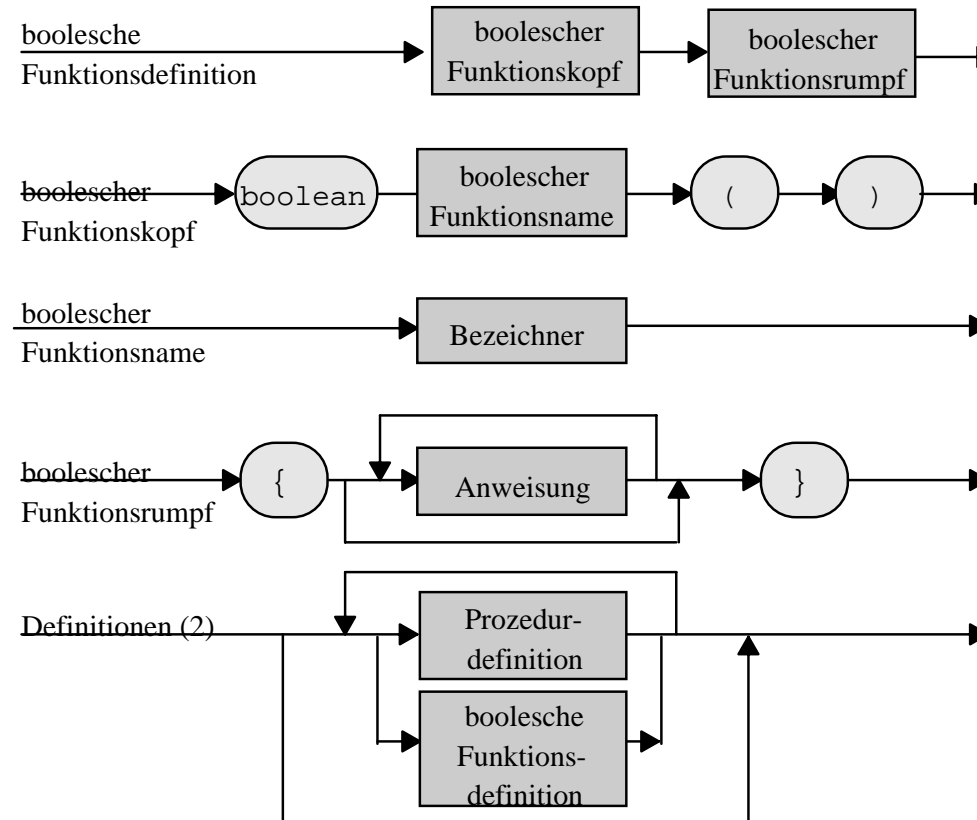 boolesche
Funktionsdefinition
boolescher
Funktionskopf
boolescher
Funktionsrumpf
boolescher
Funktionskopf
boolean
boolescher
Funktionsname
(
)
boolescher
Funktionsname
Bezeichner
boolescher
Funktionsrumpf
{
Anweisung
}
Definitionen (2)
Prozedur-
definition
boolesche
Funktions-
definition